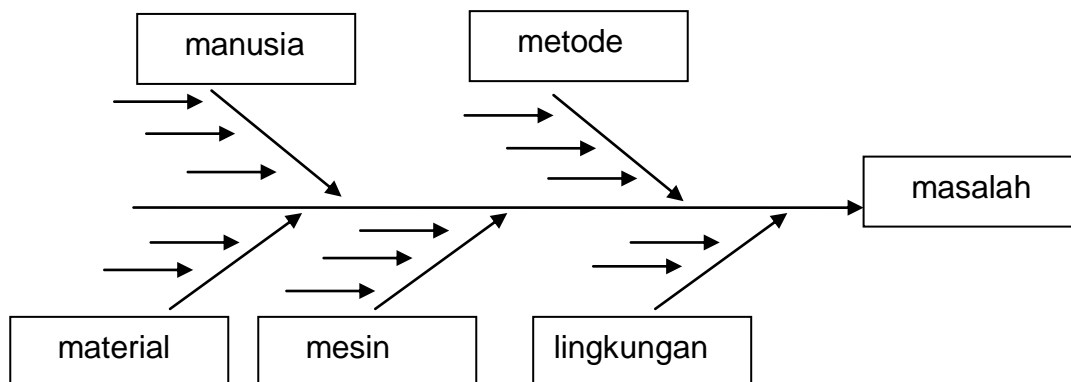 manusia
metode
masalah
material
mesin
lingkungan